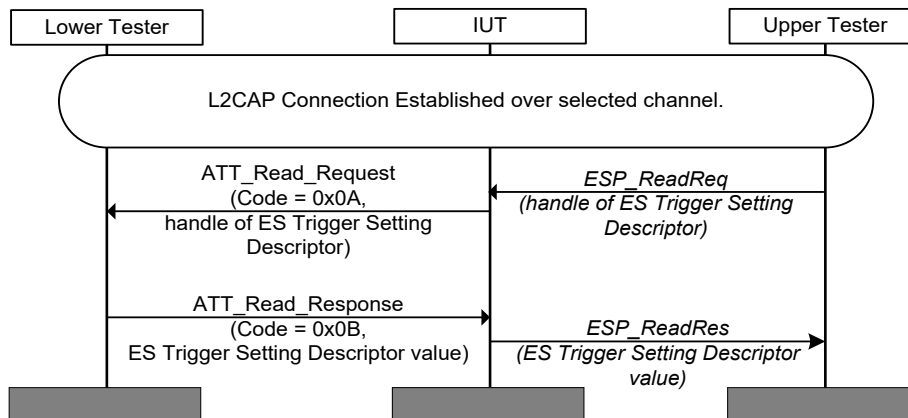 Lower Tester
IUT
Upper Tester
L2CAP Connection Established over selected channel.
ATT_Read_Request
(Code = 0x0A,
handle of ES Trigger Setting
Descriptor)
ESP_ReadReq
(handle of ES Trigger Setting
Descriptor)
ATT_Read_Response
(Code = 0x0B,
ES Trigger Setting Descriptor value)
ESP_ReadRes
(ES Trigger Setting Descriptor
value)